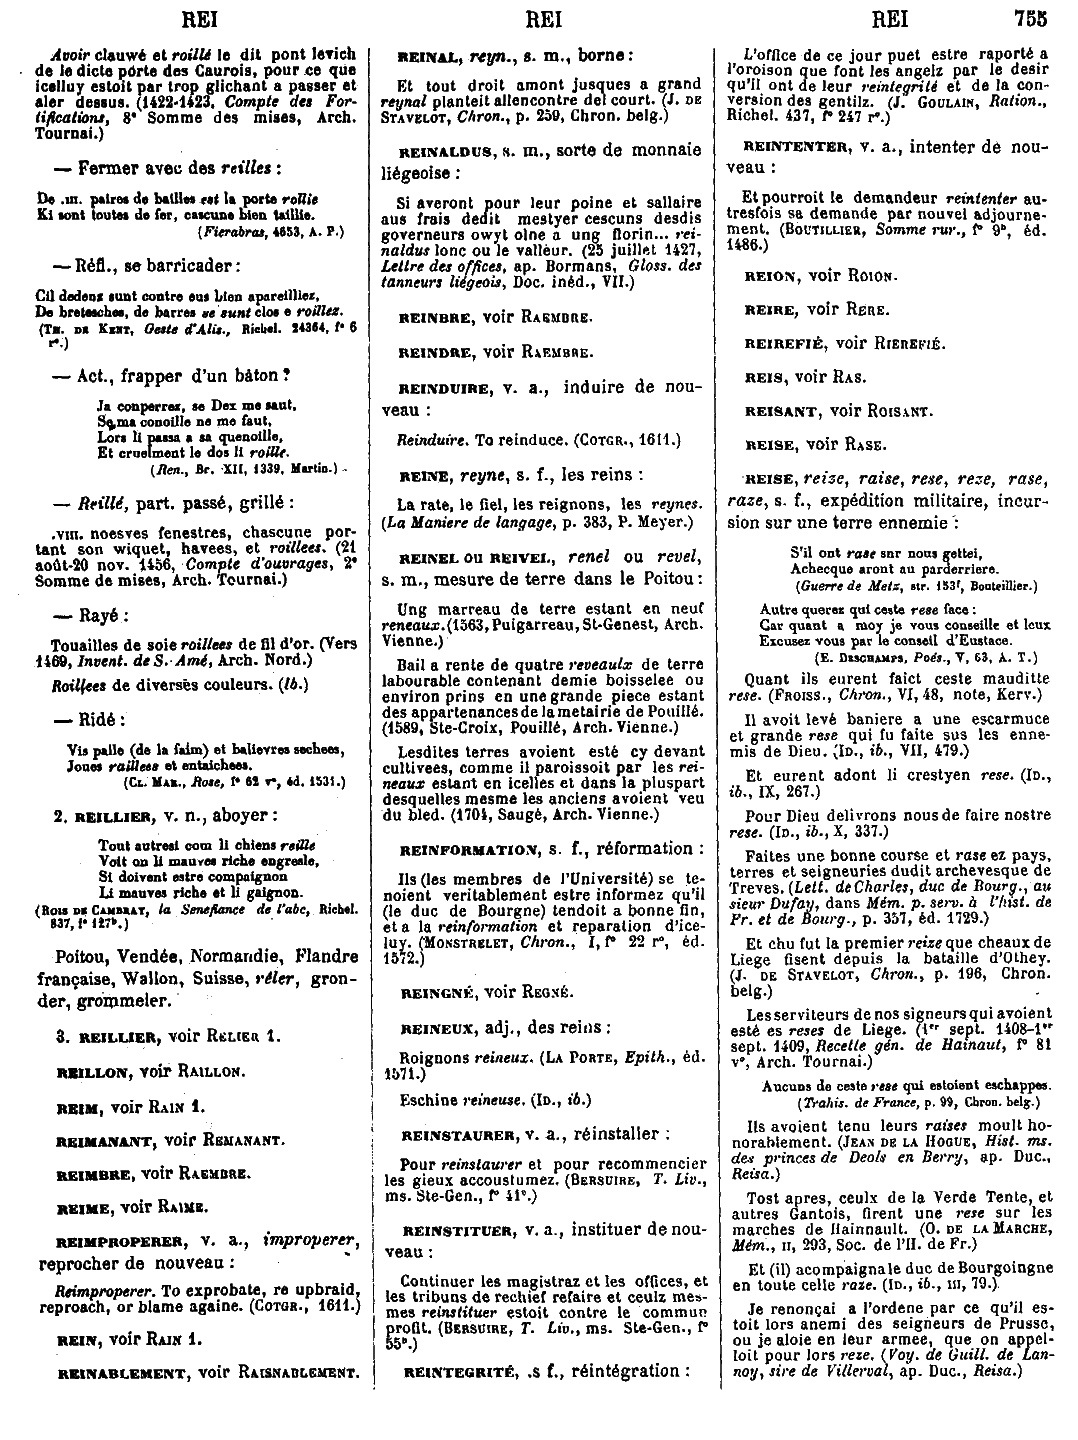 REI
REI
REI 755
Avoir clauwé et roillé le dit pont levich
de le dicte porte des Caurois, pour ce que
icelluy estoit par trop glichant a passer et
aler dessus. (1422-1423, Compte des For-
tifications, 8e Somme des mises, Arch.
Tournai.)
— Fermer avec des reilles :
De .III. paires de bailles est la porte rollie
Ki sont toutes de fer, cascune bien taillie.
(Fierabras, 4653, A. P.)
— Réfl., se barricader :
Cil dedenz sunt contre eus bien apareilliez,
De bretesches, de barres se sunt clos e roillez.
(TH. DE KENT, Geste d'Alis., Richel. 24364, fº 6
rº.)
— Act., frapper d'un bâton ?
Ja conperrez, se Dex me saut,
Se ma conoille ne me faut,
Lors li passa a sa quenoille,
Et cruelment le dos li roille.
(Ren., Br. XII, 1339, Martin.)
— Reillé, part. passé, grillé :
.VIII. noesves fenestres, chascune por-
tant son wiquet, havees, et roillees. (21
août-20 nov. 1456, Compte d'ouvrages, 2e
Somme de mises, Arch. Tournai.)
— Rayé :
Touailles de soie roillees de fil d'or. (Vers
1469, Invent. de S.-Amé, Arch. Nord.)
Roillees de diverses couleurs. (Ib.)
— Ridé :
Vis palle (de la faim) et balievres sechees,
Joues raillees et entaichees.
(CL. MAR., Rose, fº 62 vº, éd. 1531.)
2. REILLIER, v. n., aboyer :
Tout autresi com li chiens reille
Voit on li mauves riche engresle,
Si doivent estre compaignon
Li mauves riche et li gaignon.
(ROIS DE CAMBRAY, la Senefiance de l'abc, Richel.
837, fº 127b.)
Poitou, Vendée, Normandie, Flandre
française, Wallon, Suisse, réler, gron-
der, grommeler.
3. REILLIER, voir RELIER 1.
REILLON, voir RAILLON.
REIM, voir RAIN 1.
REIMANANT, voir REMANANT.
REIMBRE, voir RAEMBRE.
REIME, voir RAIME.
REIMPROPERER, v. a., improperer,
reprocher de nouveau :
Reimproperer. To exprobate, re upbraid,
reproach, or blame againe. (COTGR., 1611.)
REIN, voir RAIN 1.
REINABLEMENT, voir RAISNABLEMENT.
REINAL, reyn., s. m., borne :
Et tout droit amont jusques a grand
reynal planteit allencontre del court. (J. DE
STAVELOT, Chron., p. 259, Chron. belg.)
REINALDUS, s. m., sorte de monnaie
liégeoise :
Si averont pour leur poine et sallaire
aus frais dedit mestyer cescuns desdis
governeurs owyt olne a ung florin... rei-
naldus lonc ou le valleur. (25 juillet 1427,
Lettre des offices, ap. Bormans, Gloss. des
tanneurs liégeois, Doc. inéd., VII.)
REINBRE, voir RAEMBRE.
REINDRE, voir RAEMBRE.
REINDUIRE, v. a., induire de nou-
veau :
Reinduire. To reinduce. (COTGR., 1611.)
REINE, reyne, s. f., les reins :
La rate, le fiel, les reignons, les reynes.
(La Maniere de langage, p. 383, P. Meyer.)
REINEL OU REIVEL, renel ou revel,
s. m., mesure de terre dans le Poitou :
Ung marreau de terre estant en neuf
reneaux. (1563, Puigarreau, St-Genest, Arch.
Vienne.)
Bail a rente de quatre reveaulx de terre
labourable contenant demie boisselee ou
environ prins en une grande piece estant
des appartenances de la metairie de Pouillé.
(1589, Ste-Croix, Pouillé, Arch. Vienne.)
Lesdites terres avoient esté cy devant
cultivees, comme il paroissoit par les rei-
neaux estant en icelles et dans la pluspart
desquelles mesme les anciens avoient veu
du bled. (1704, Saugé, Arch. Vienne.)
REINFORMATION, s. f., réformation :
Ils (les membres de l'Université) se te-
noient veritablement estre informez qu'il
(le duc de Bourgne) tendoit a bonne fin,
et a la reinformation et reparation d'ice-
luy. (MONSTRELET, Chron., I, fº 22 rº, éd.
1572.)
REINGNÉ, voir REGNÉ.
REINEUX, adj., des reins :
Roignons reineux. (LA PORTE, Epith., éd.
1571.)
Eschine reineuse. (ID., ib.)
REINSTAURER, v. a., réinstaller :
Pour reinstaurer et pour recommencier
les gieux accoustumez. (BERSUIRE, T. Liv.,
ms. Ste-Gen., fº 41c.)
REINSTITUER, v. a., instituer de nou-
veau :
Continuer les magistraz et les offices, et
les tribuns de rechief refaire et ceulz mes-
mes reinstituer estoit contre le commun
profit. (BERSUIRE, T. Liv., ms. Ste-Gen., fº
55b.)
REINTEGRITÉ, .s f., réintégration :
L'office de ce jour puet estre raporté a
l'oroison que font les angelz par le desir
qu'il ont de leur reintegrité et de la con-
version des gentilz. (J. GOULAIN, Ration.,
Richel. 437, fº 247 rº.)
REINTENTER, v. a., intenter de nou-
veau :
Et pourroit le demandeur reintenter au-
tresfois sa demande par nouvel adjourne-
ment. (BOUTILLIER, Somme rur., fº 9b, éd.
1486.)
REION, voir ROION.
REIRE, voir RERE.
REIREFIÉ, voir RIEREFIÉ.
REIS, voir RAS.
REISANT, voir ROISANT.
REISE, voir RASE.
REISE, reize, raise, rese, reze, rase,
raze, s. f., expédition militaire, incur-
sion sur une terre ennemie :
S'il ont rase sur nous gettei,
Achecque aront au parderriere.
(Guerre de Metz, str. 153f, Bouteillier.)
Autre querez qui ceste rese face :
Car quant a moy je vous conseille et loux
Excusez vous par le conseil d'Eustace.
(E. DESCHAMPS, Poés., V, 63, A. T.)
Quant ils eurent faict ceste mauditte
rese. (FROISS., Chron., VI, 48, note, Kerv.)
Il avoit levé baniere a une escarmuce
et grande rese qui fu faite sus les enne-
mis de Dieu. (ID., ib., VII, 479.)
Et eurent adont li crestyen rese. (ID.,
ib., IX, 267.)
Pour Dieu delivrons nous de faire nostre
rese. (ID., ib., X, 337.)
Faites une bonne course et rase ez pays,
terres et seigneuries dudit archevesque de
Treves. (Lett. de Charles, duc de Bourg., au
sieur Dufay, dans Mém. p. serv. à l'hist. de
Fr. et de Bourg., p. 357, éd. 1729.)
Et chu fut la premier reize que cheaux de
Liege fisent depuis la bataille d'Othey.
(J. DE STAVELOT, Chron., p. 196, Chron.
belg.)
Les serviteurs de nos signeurs qui avoient
esté es reses de Liege. (1er sept. 1408-1er
sept. 1409, Recette gén. de Hainaut, fº 81
vº, Arch. Tournai.)
Aucuns de ceste rese qui estoient eschappes.
(Trahis. de France, p. 99, Chron. belg.)
Ils avoient tenu leurs raises moult ho-
norablement. (JEAN DE LA HOGUE, Hist. ms.
des princes de Deols en Berry, ap. Duc.,
Reisa.)
Tost apres, ceulx de la Verde Tente, et
autres Gantois, firent une rese sur les
marches de Hainnault. (O. DE LA MARCHE,
Mém., II, 293, Soc. de l'H. de Fr.)
Et (il) acompaigna le duc de Bourgoingne
en toute celle raze. (ID., ib., III, 79.)
Je renonçai a l'ordene par ce qu'il es-
toit lors anemi des seigneurs de Prusse,
ou je aloie en leur armee, que on appel-
loit pour lors reze. (Voy. de Guill. de Lan-
noy, sire de Villerval, ap. Duc., Reisa.)